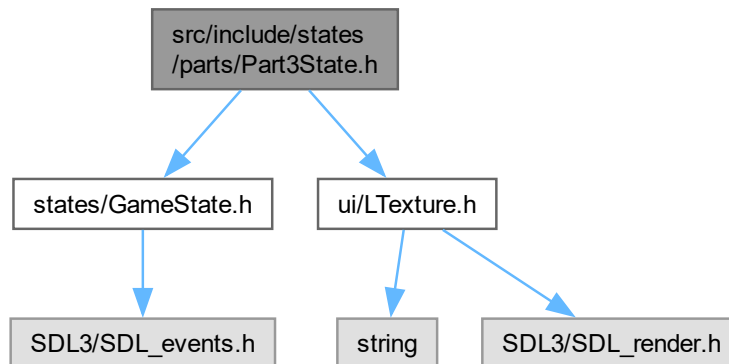 src/include/states
/parts/Part3State.h
states/GameState.h
ui/LTexture.h
SDL3/SDL_events.h
string
SDL3/SDL_render.h